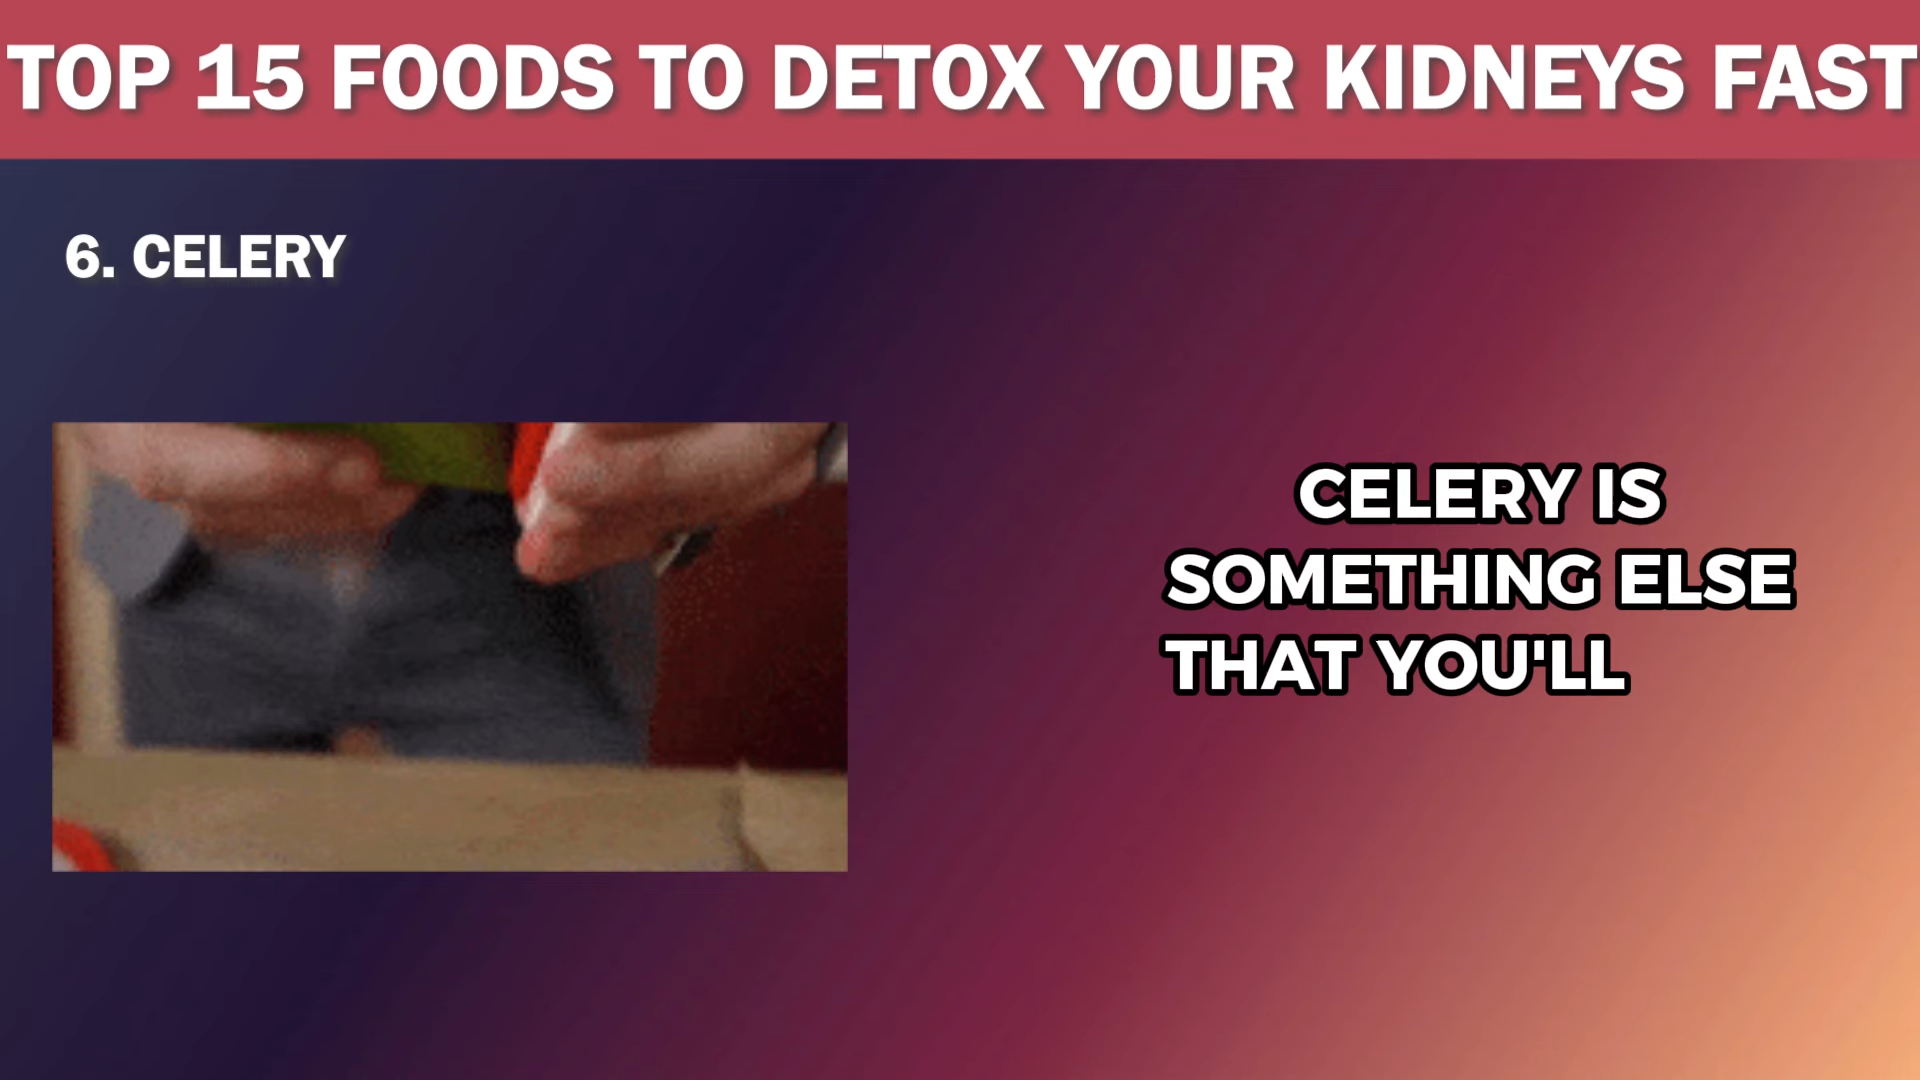 TOP 15 FOODS TO DETOX YOUR KIDNEYS FAST
6. CELERY
CELERY IS
SOMETHING ELSE
THAT YOU'LL